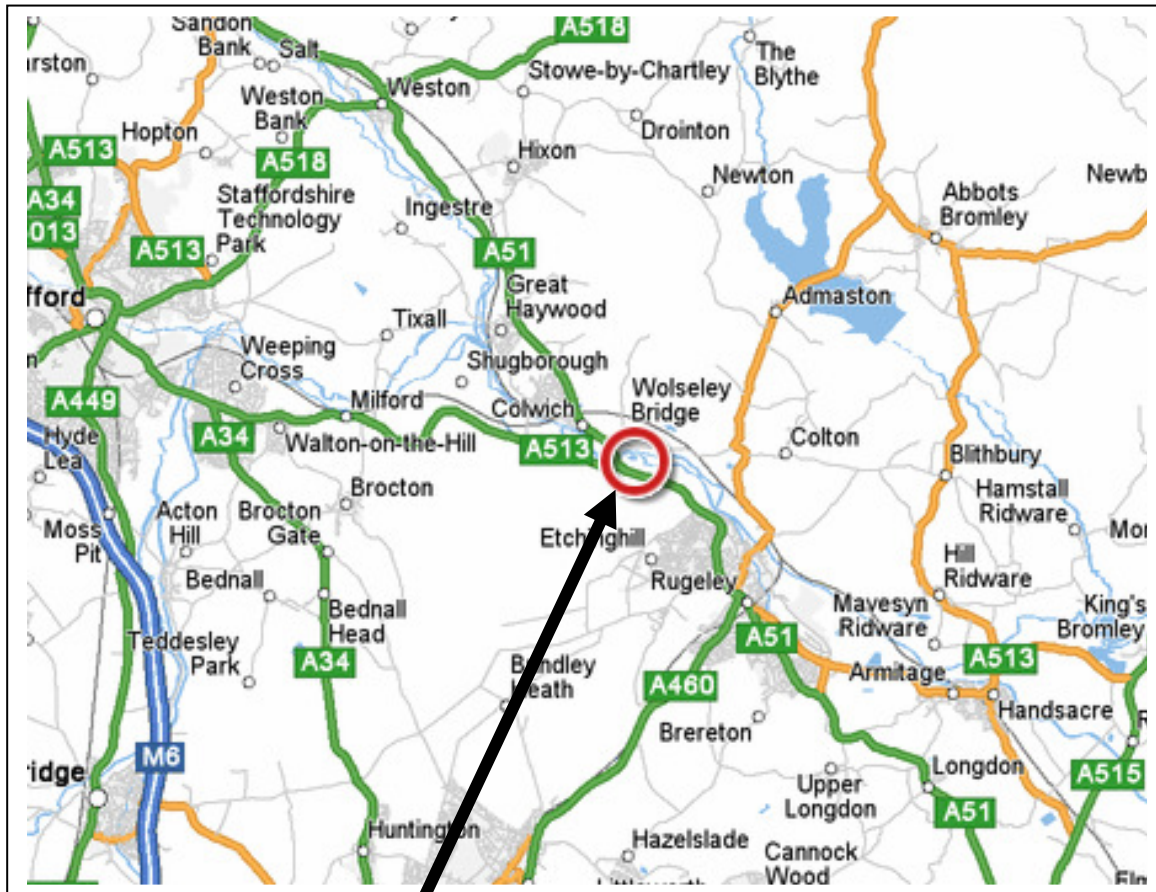 Sandon
Bank
Salt
A518
The
Blythe
Stowe-by-Chartley
Weston
Weston
Bank
Drointon
Hopton
A513
A518
Hixon
Newton
Abbots
Bromley
A34
Staffordshire
Technology
Park
Ingestre
A513
A51
Great
Haywood
Admaston
Tixall
Weeping
Cross
Shugborough
Wolseley
Bridge
A449
Milford
Colwich
A34
Walton-on-the-Hill
A513
Colton
Hyde
Lea
Blithbury
Brocton
Hamstall
Ridware
Moss
Pit
Acton
Hill
Brocton
Gate
Etchinghill
Rugeley
Hill
Ridware
Bednall
Bednall
Head
Mavesyn
Ridware
King's
Bromley
Teddesley
Park
A51
A513
A34
A460
Armitage
Handsacre
Brereton
M6
Longdon
A515
Upper
Longdon
A51
Huntington
Hazelslade
Cannock
Wood